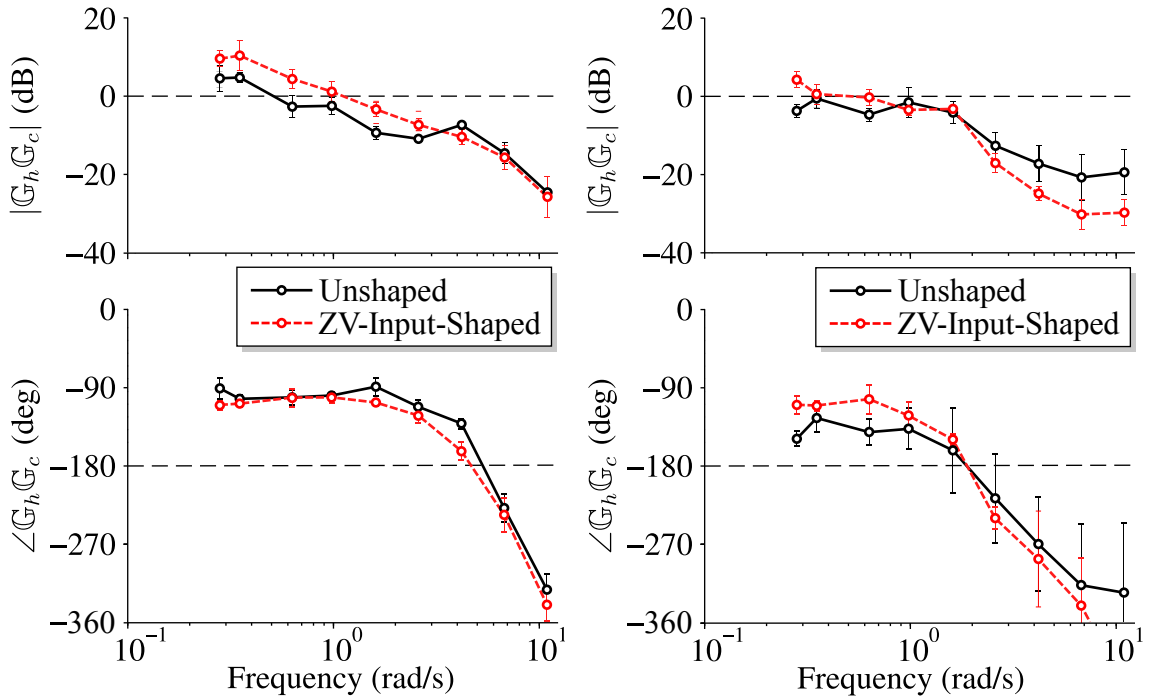 20
0
−20
−40
|𝔾ₕ𝔾꜀| (dB)
Unshaped
ZV-Input-Shaped
0
−90
−180
−270
−360
∠𝔾ₕ𝔾꜀ (deg)
10⁻¹
10⁰
10¹
Frequency (rad/s)
20
0
−20
−40
|𝔾ₕ𝔾꜀| (dB)
Unshaped
ZV-Input-Shaped
0
−90
−180
−270
−360
∠𝔾ₕ𝔾꜀ (deg)
10⁻¹
10⁰
10¹
Frequency (rad/s)